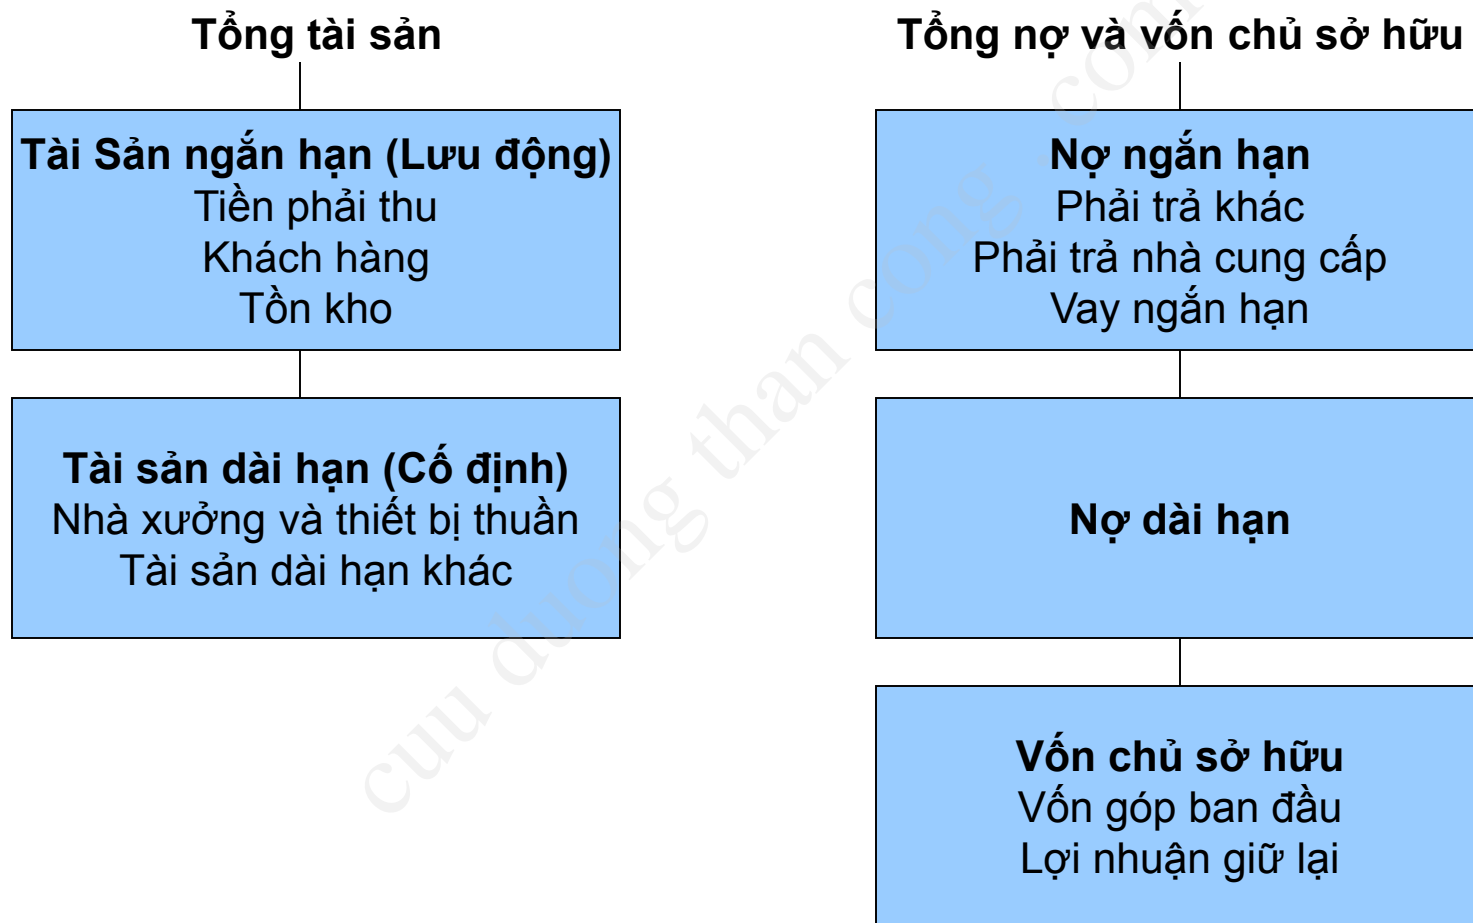 Tổng tài sản
Tài Sản ngắn hạn (Lưu động)
Tiền phải thu
Khách hàng
Tồn kho
Tài sản dài hạn (Cố định)
Nhà xưởng và thiết bị thuần
Tài sản dài hạn khác
Tổng nợ và vốn chủ sở hữu
Nợ ngắn hạn
Phải trả khác
Phải trả nhà cung cấp
Vay ngắn hạn
Nợ dài hạn
Vốn chủ sở hữu
Vốn góp ban đầu
Lợi nhuận giữ lại
cuu duong than cong . com